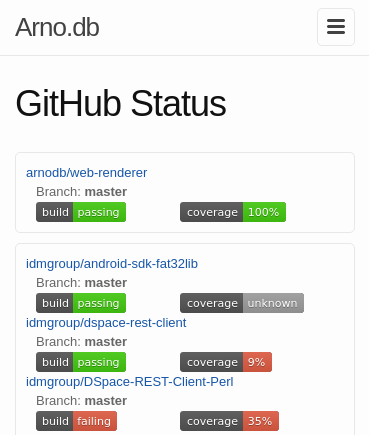 Arno.db
GitHub Status
arnodb/web-renderer
Branch: master
build passing coverage 100%
idmgroup/android-sdk-fat32lib
Branch: master
build passing coverage unknown
idmgroup/dspace-rest-client
Branch: master
build passing coverage 9%
idmgroup/DSpace-REST-Client-Perl
Branch: master
build failing coverage 35%